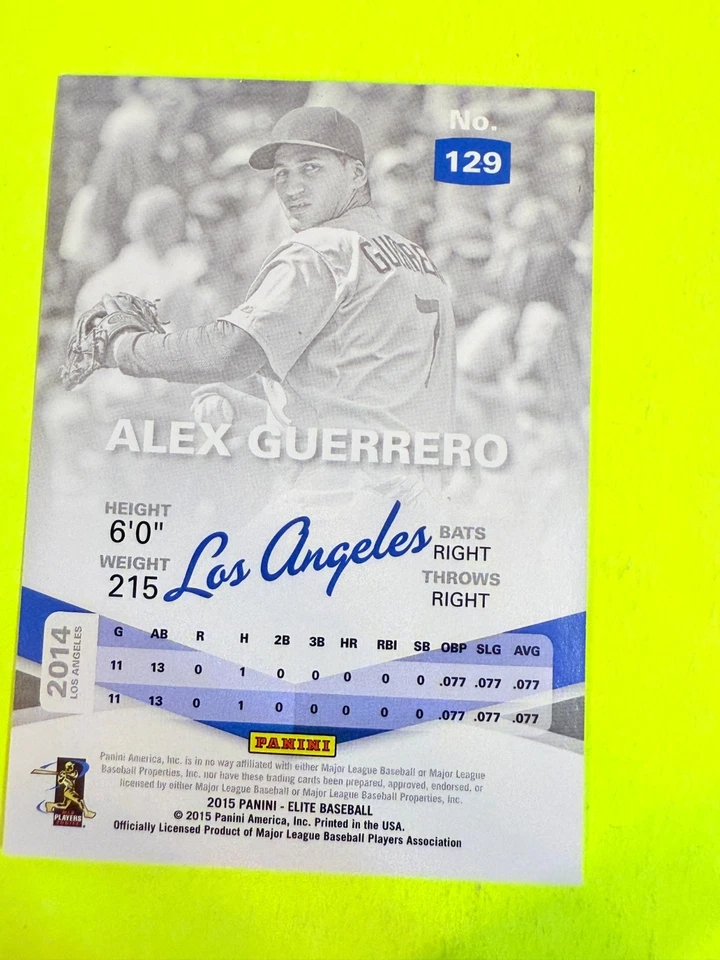 No.
129
GUERRE
7
ALEX GUERRERO
HEIGHT
6'0"
WEIGHT
215
Los Angeles
BATS
RIGHT
THROWS
RIGHT
2014
LOS ANGELES
G AB R H 2B 3B HR RBI SB OBP SLG AVG
11 13 0 1 0 0 0 0 0 .077 .077 .077
11 13 0 1 0 0 0 0 0 .077 .077 .077
PANINI
Panini America, Inc. is in no way affiliated with either Major League Baseball or Major League
Baseball Properties, Inc. nor have these trading cards been prepared, approved, endorsed, or
licensed by either Major League Baseball or Major League Baseball Properties, Inc.
2015 PANINI - ELITE BASEBALL
© 2015 Panini America, Inc. Printed in the USA.
Officially Licensed Product of Major League Baseball Players Association
PLAYERS